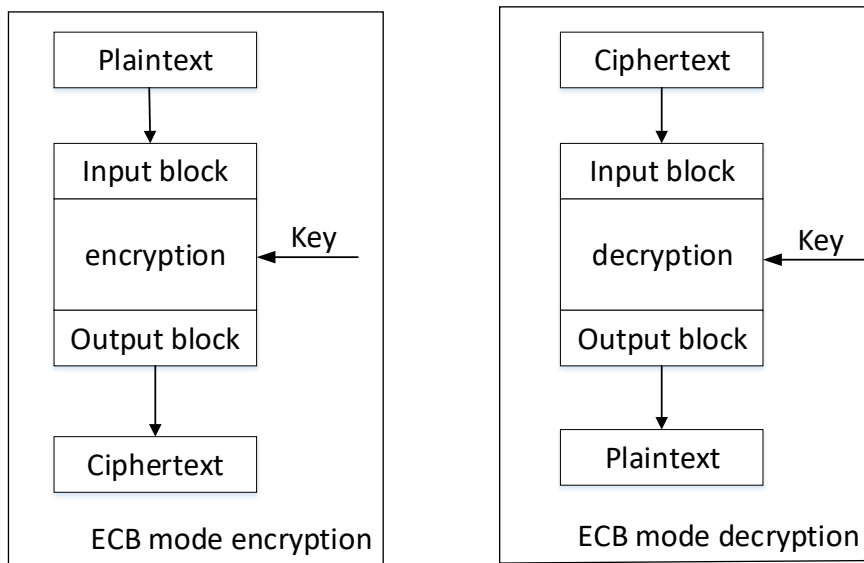 Plaintext
Input block
encryption
Key
Output block
Ciphertext
ECB mode encryption
Ciphertext
Input block
decryption
Key
Output block
Plaintext
ECB mode decryption